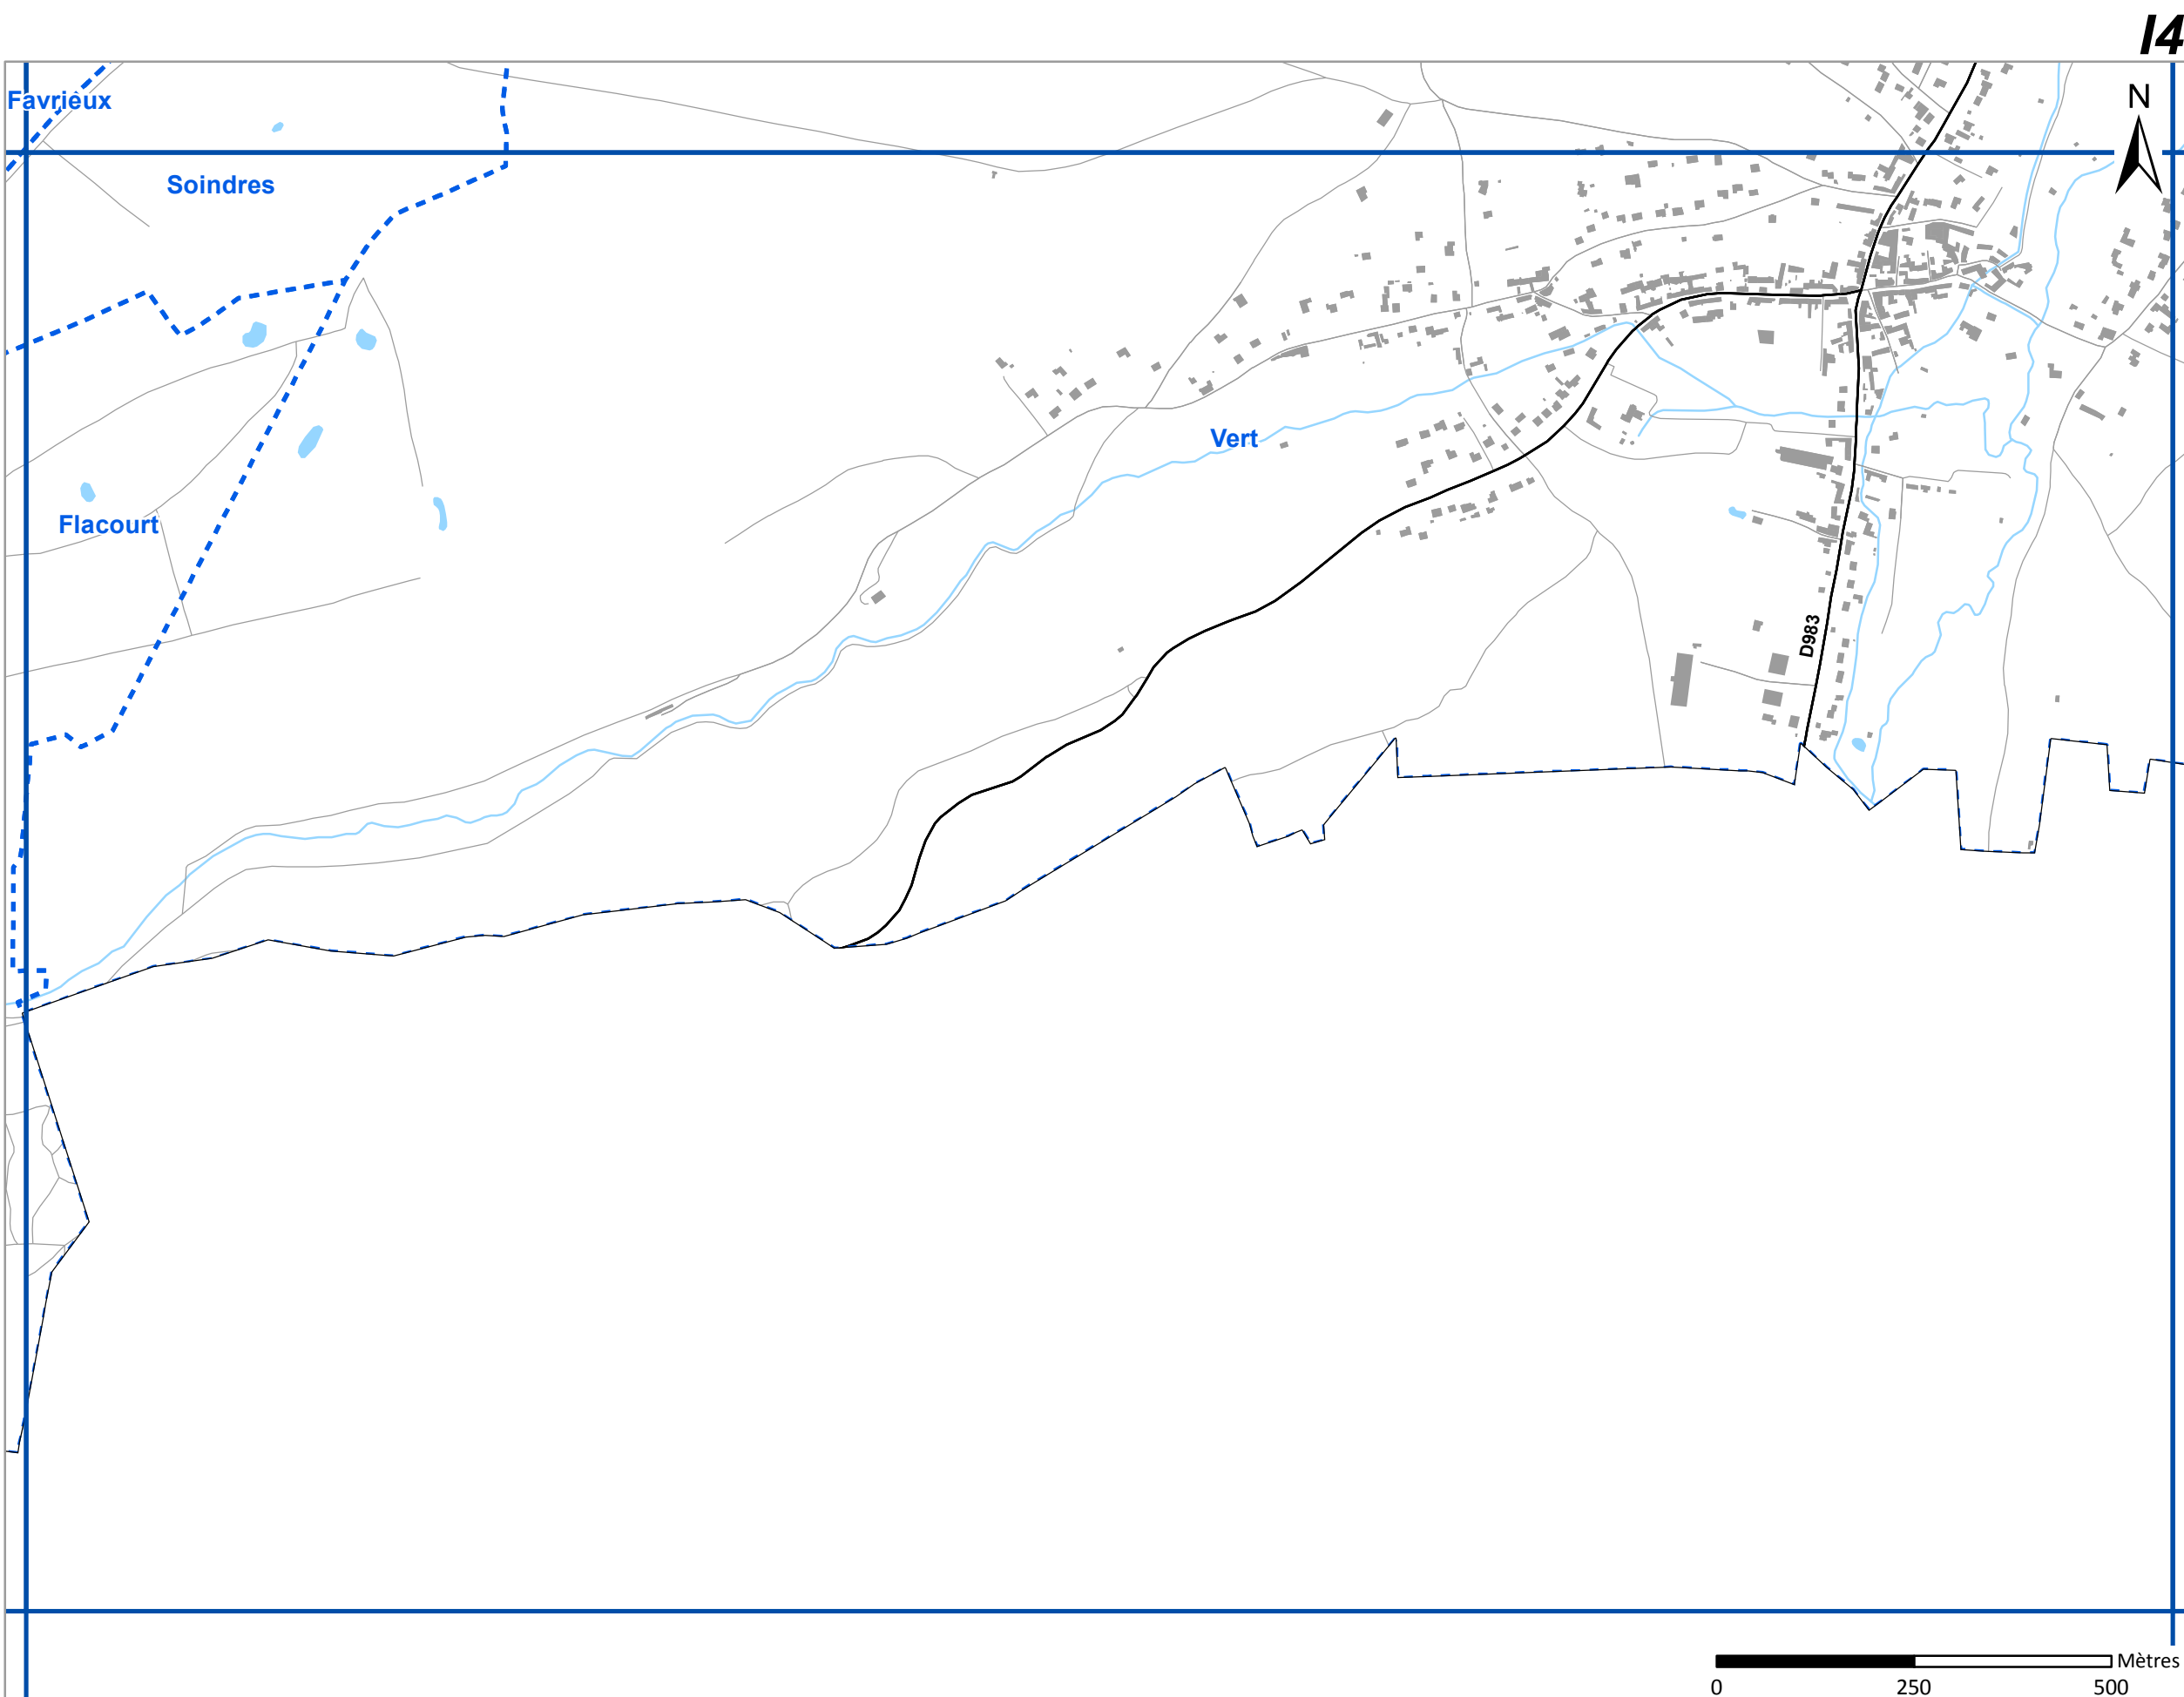 I4
N
Favrieux
Soindres
Vert
Flacourt
D983
Mètres
0 250 500